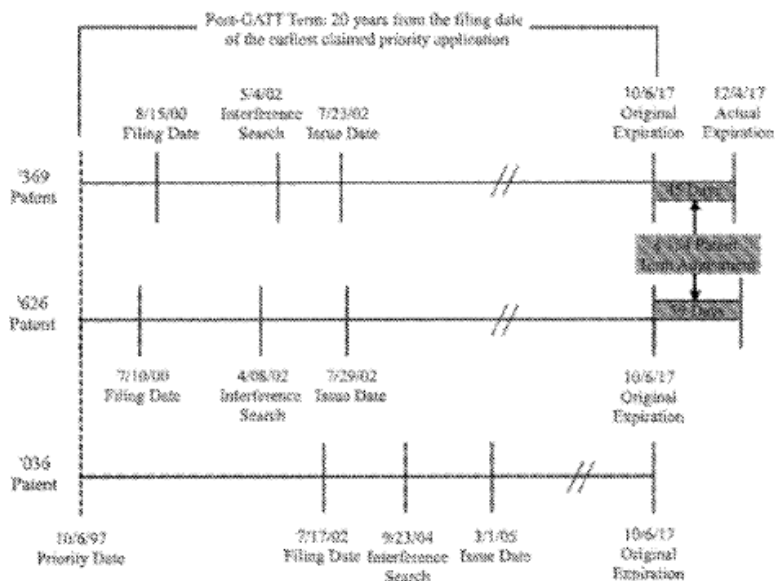 Post-GATT Term: 20 years from the filing date
of the earliest claimed priority application
5/4/02
Interference
Search
8/15/00
Filing Date
7/23/02
Issue Date
10/6/17
Original
Expiration
12/4/17
Actual
Expiration
'369
Patent
Days
Patent
Term Adjustment
'626
Patent
Days
7/10/00
Filing Date
4/08/02
Interference
Search
7/29/02
Issue Date
10/6/17
Original
Expiration
'036
Patent
10/6/97
Priority Date
7/17/02
Filing Date
9/23/04
Interference
Search
3/1/05
Issue Date
10/6/17
Original
Expiration